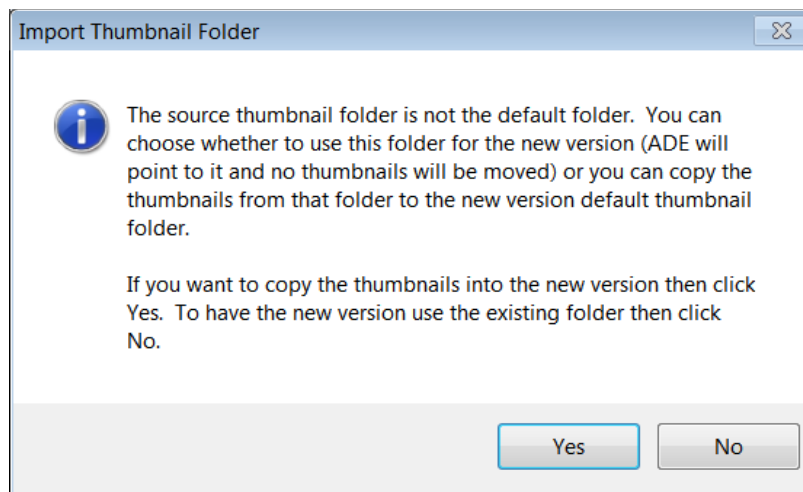 Import Thumbnail Folder
The source thumbnail folder is not the default folder.  You can
choose whether to use this folder for the new version (ADE will
point to it and no thumbnails will be moved) or you can copy the
thumbnails from that folder to the new version default thumbnail
folder.
If you want to copy the thumbnails into the new version then click
Yes.  To have the new version use the existing folder then click
No.
Yes
No